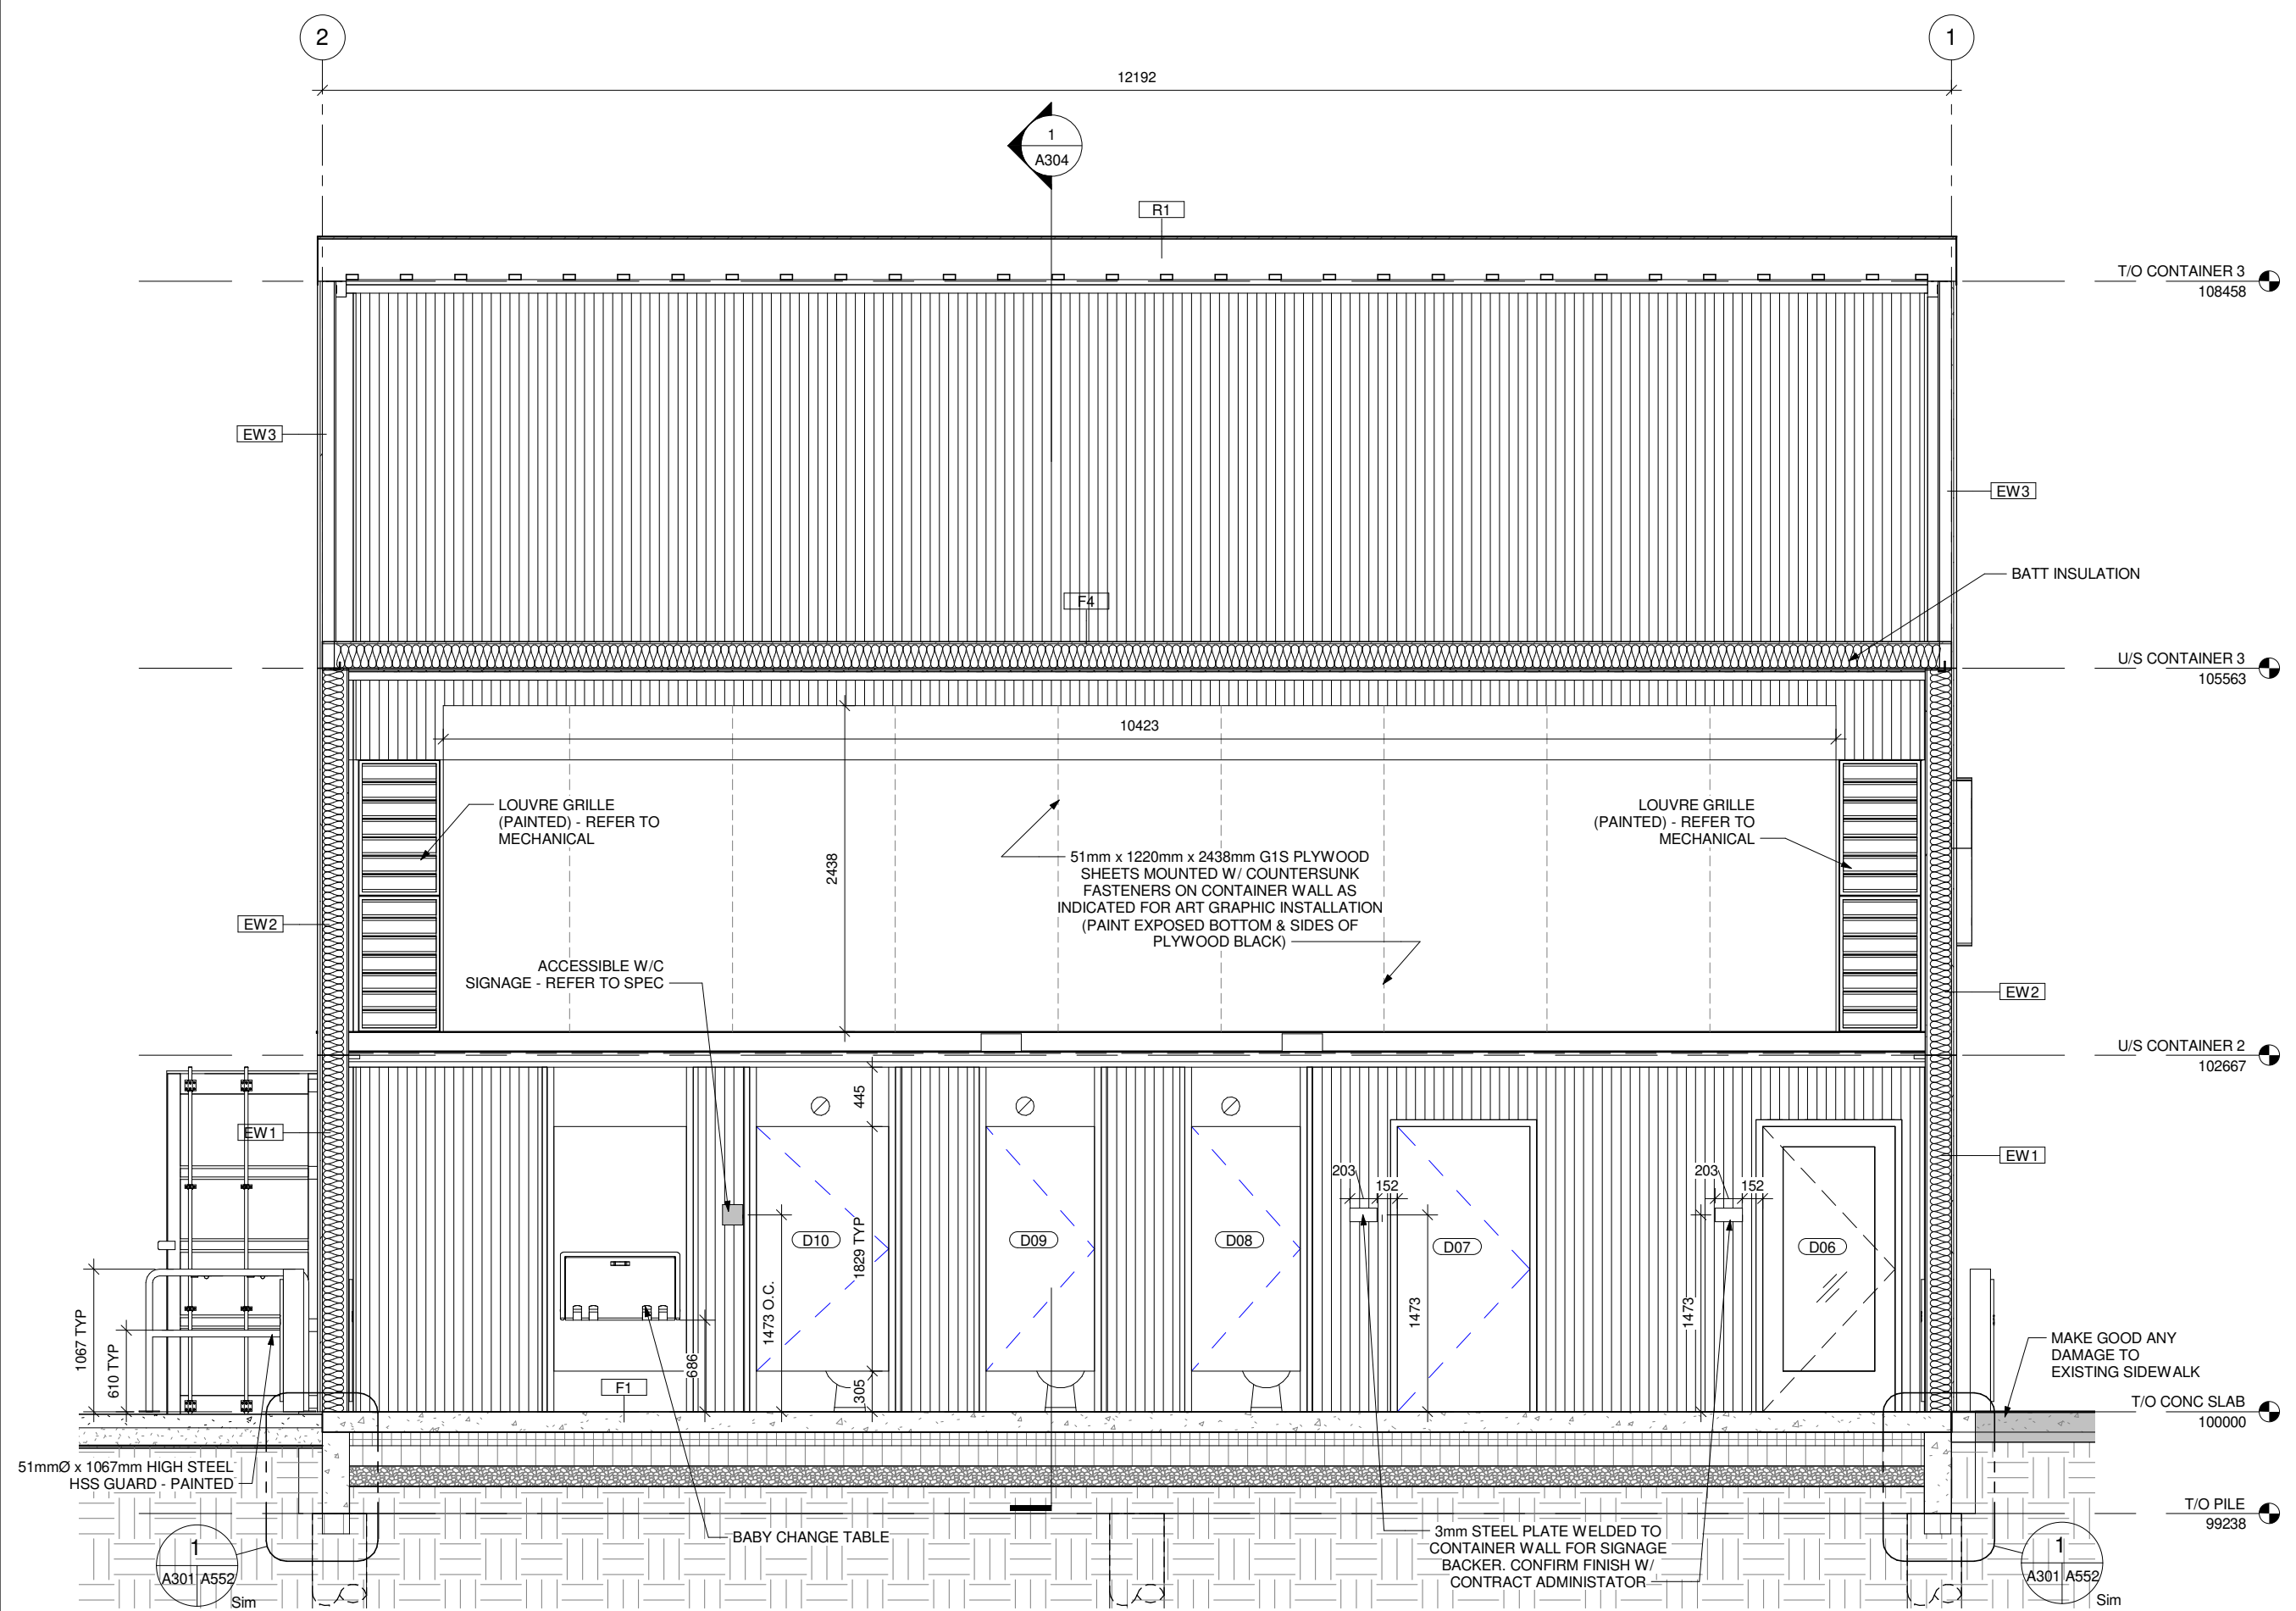 2
1
12192
1
A304
R1
T/O CONTAINER 3
108458
EW3
EW3
BATT INSULATION
F4
U/S CONTAINER 3
105563
10423
LOUVRE GRILLE
(PAINTED) - REFER TO
MECHANICAL
LOUVRE GRILLE
(PAINTED) - REFER TO
MECHANICAL
2438
51mm x 1220mm x 2438mm G1S PLYWOOD
SHEETS MOUNTED W/ COUNTERSUNK
FASTENERS ON CONTAINER WALL AS
INDICATED FOR ART GRAPHIC INSTALLATION
(PAINT EXPOSED BOTTOM & SIDES OF
PLYWOOD BLACK)
EW2
ACCESSIBLE W/C
SIGNAGE - REFER TO SPEC
EW2
U/S CONTAINER 2
102667
445
EW1
EW1
203
152
203
152
D10
D09
D08
D07
D06
1829 TYP
1473 O.C.
1473
1473
1067 TYP
610 TYP
686
305
F1
MAKE GOOD ANY
DAMAGE TO
EXISTING SIDEWALK
T/O CONC SLAB
100000
51mmØ x 1067mm HIGH STEEL
HSS GUARD - PAINTED
T/O PILE
99238
BABY CHANGE TABLE
3mm STEEL PLATE WELDED TO
CONTAINER WALL FOR SIGNAGE
BACKER. CONFIRM FINISH W/
CONTRACT ADMINISTATOR
1
A301 A552
Sim
1
A301 A552
Sim